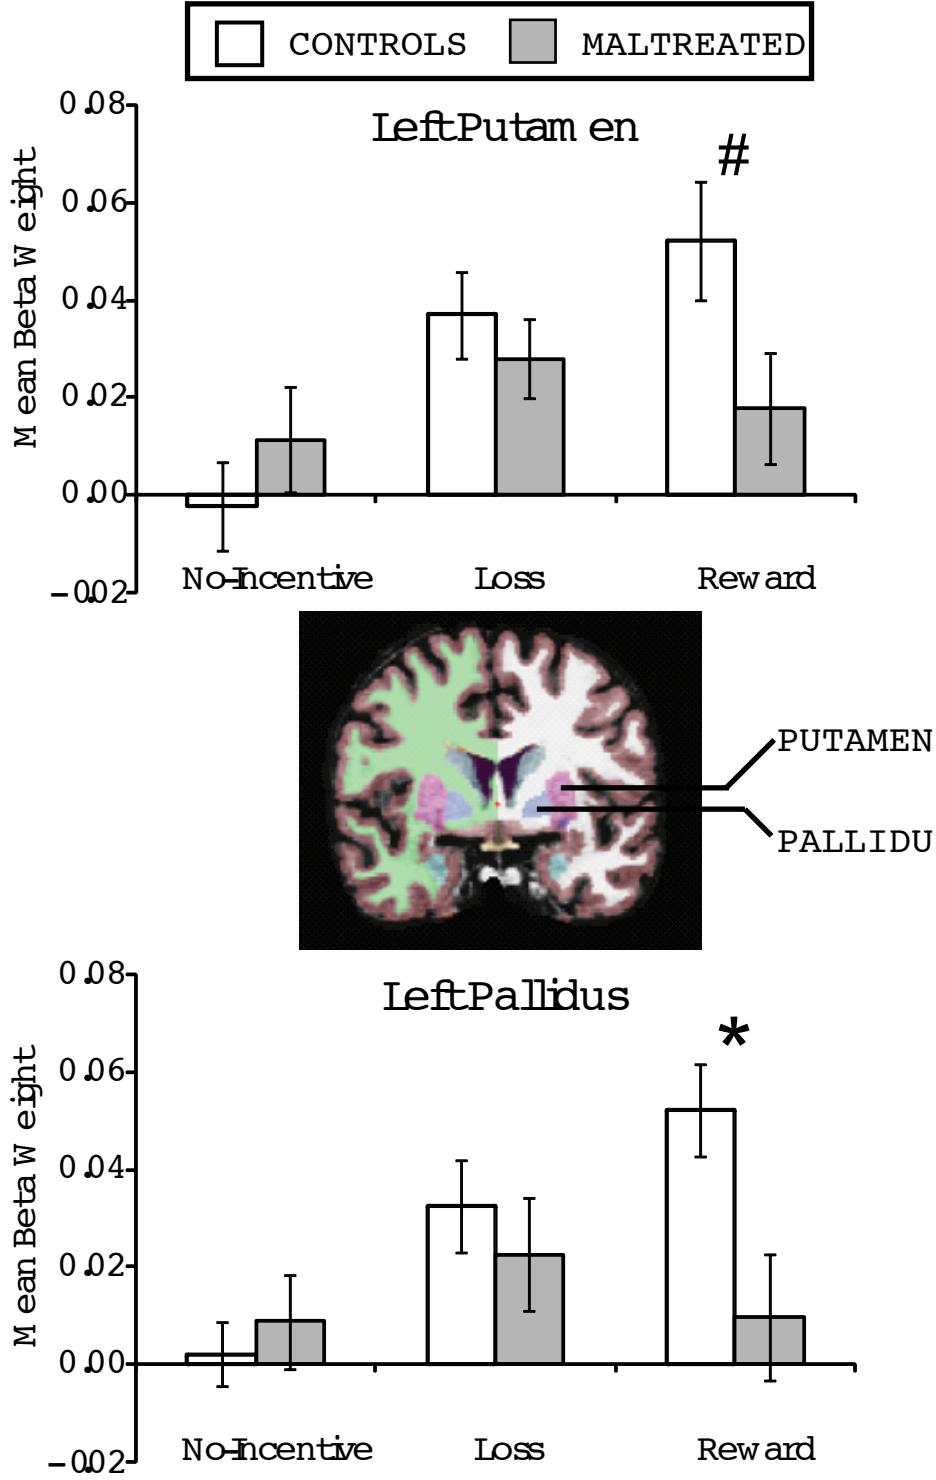 CONTROLS MALTREATED
Left Putamen
#
Mean Beta Weight
0.08
0.06
0.04
0.02
0.00
-0.02
No-Incentive Loss Reward
PUTAMEN
PALLIDU
Left Pallidus
*
Mean Beta Weight
0.08
0.06
0.04
0.02
0.00
-0.02
No-Incentive Loss Reward